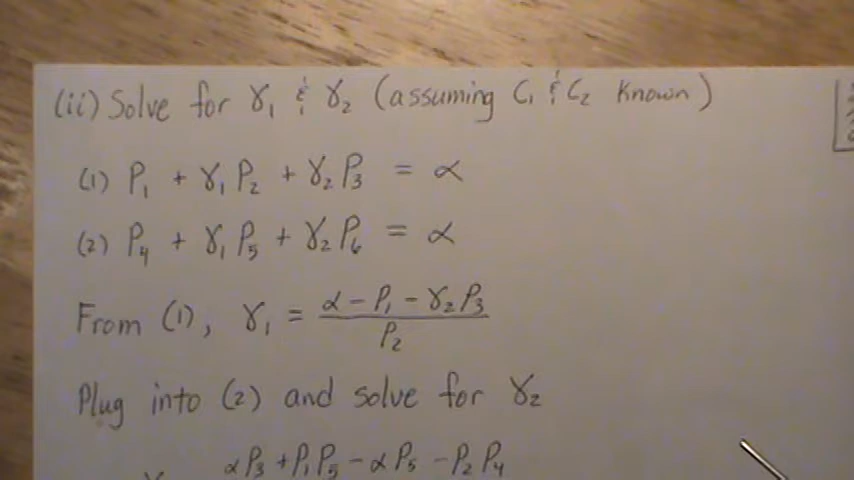 (ii) Solve for γ₁ & γ₂ (assuming C₁ & C₂ known)
(1) P₁ + γ₁P₂ + γ₂P₃ = α
(2) P₄ + γ₁P₅ + γ₂P₆ = α
From (1), γ₁ = (α - P₁ - γ₂P₃) / P₂
Plug into (2) and solve for γ₂
αP₃ + P₁P₅ - αP₅ - P₂P₄